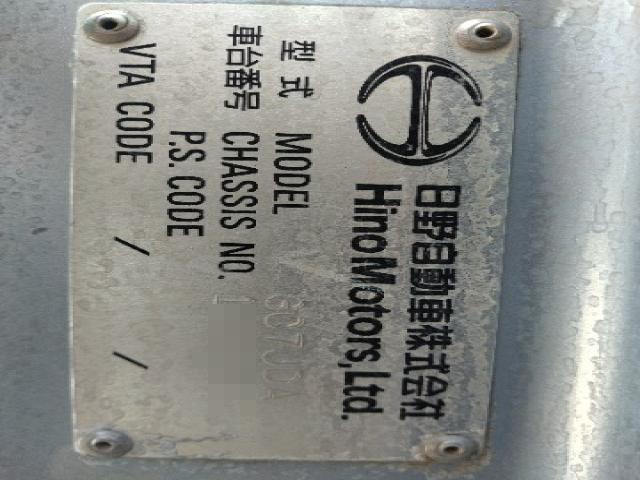 日野自動車株式会社
Hino Motors, Ltd.
型式 MODEL
車台番号 CHASSIS NO. 1
P.S. CODE
VTA CODE / /